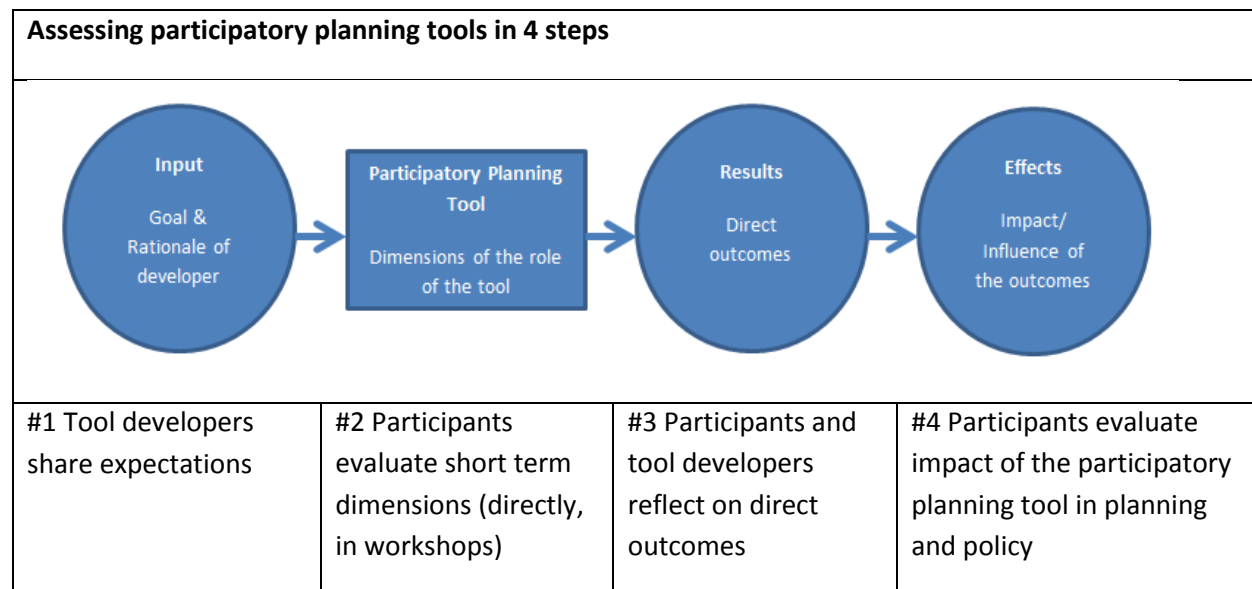 Assessing participatory planning tools in 4 steps
Input
Goal &
Rationale of
developer
Participatory Planning
Tool
Dimensions of the role
of the tool
Results
Direct
outcomes
Effects
Impact/
Influence of
the outcomes
#1 Tool developers
share expectations
#2 Participants
evaluate short term
dimensions (directly,
in workshops)
#3 Participants and
tool developers
reflect on direct
outcomes
#4 Participants evaluate
impact of the participatory
planning tool in planning
and policy